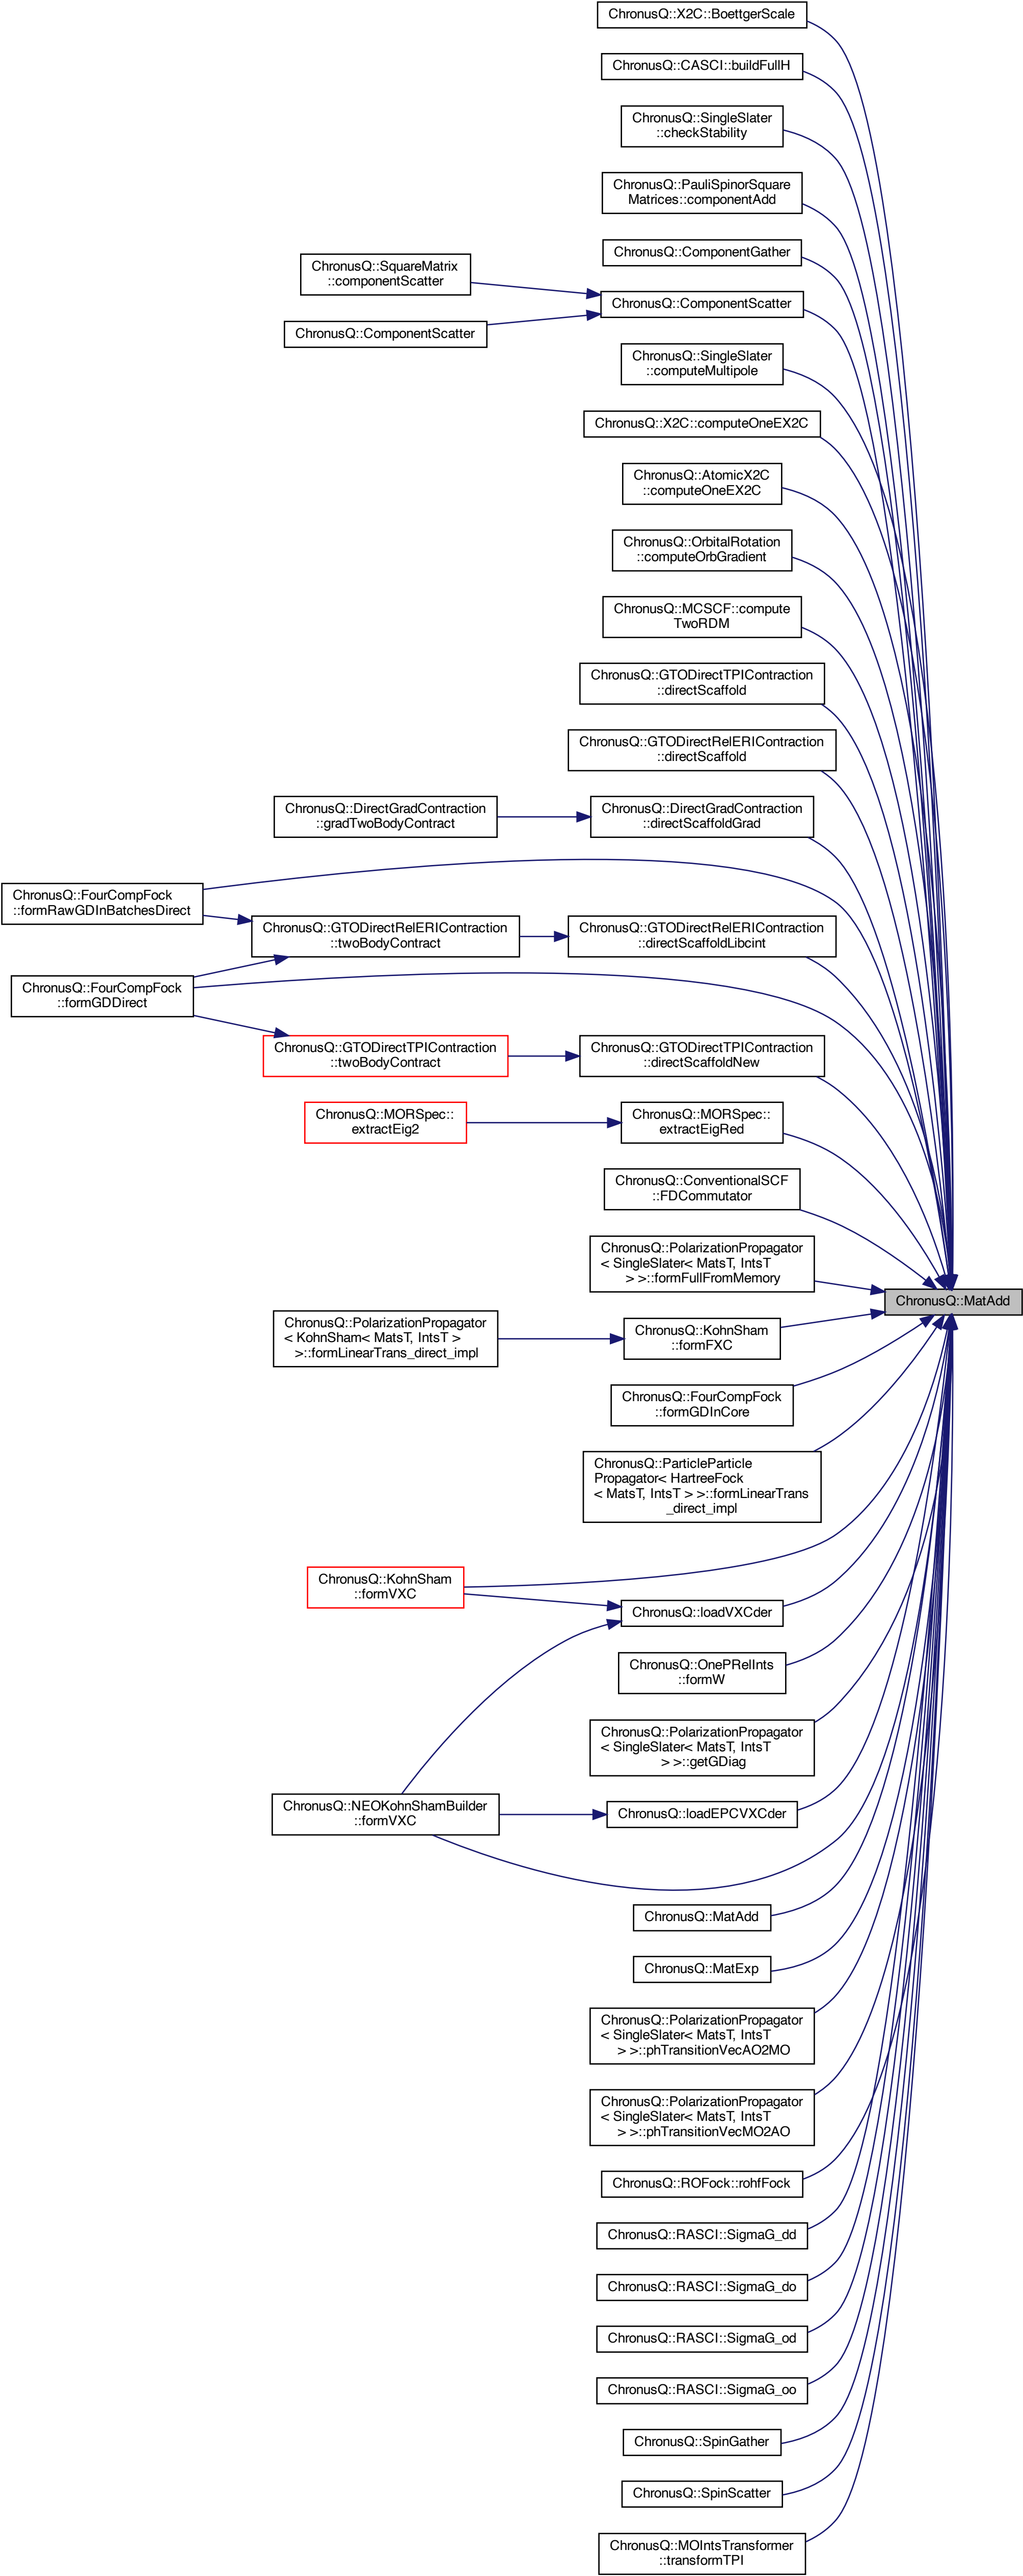 ChronusQ::X2C::BoettgerScale
ChronusQ::CASCI::buildFullH
ChronusQ::SingleSlater
::checkStability
ChronusQ::PauliSpinorSquare
Matrices::componentAdd
ChronusQ::ComponentGather
ChronusQ::SquareMatrix
::componentScatter
ChronusQ::ComponentScatter
ChronusQ::ComponentScatter
ChronusQ::SingleSlater
::computeMultipole
ChronusQ::X2C::computeOneEX2C
ChronusQ::AtomicX2C
::computeOneEX2C
ChronusQ::OrbitalRotation
::computeOrbGradient
ChronusQ::MCSCF::compute
TwoRDM
ChronusQ::GTODirectTPIContraction
::directScaffold
ChronusQ::GTODirectRelERIContraction
::directScaffold
ChronusQ::DirectGradContraction
::gradTwoBodyContract
ChronusQ::DirectGradContraction
::directScaffoldGrad
ChronusQ::FourCompFock
::formRawGDInBatchesDirect
ChronusQ::GTODirectRelERIContraction
::twoBodyContract
ChronusQ::GTODirectRelERIContraction
::directScaffoldLibcint
ChronusQ::FourCompFock
::formGDDirect
ChronusQ::GTODirectTPIContraction
::twoBodyContract
ChronusQ::GTODirectTPIContraction
::directScaffoldNew
ChronusQ::MORSpec::
extractEig2
ChronusQ::MORSpec::
extractEigRed
ChronusQ::ConventionalSCF
::FDCommutator
ChronusQ::PolarizationPropagator
< SingleSlater< MatsT, IntsT
> >::formFullFromMemory
ChronusQ::MatAdd
ChronusQ::PolarizationPropagator
< KohnSham< MatsT, IntsT >
>::formLinearTrans_direct_impl
ChronusQ::KohnSham
::formFXC
ChronusQ::FourCompFock
::formGDInCore
ChronusQ::ParticleParticle
Propagator< HartreeFock
< MatsT, IntsT > >::formLinearTrans
_direct_impl
ChronusQ::KohnSham
::formVXC
ChronusQ::loadVXCder
ChronusQ::OnePRelInts
::formW
ChronusQ::PolarizationPropagator
< SingleSlater< MatsT, IntsT
> >::getGDiag
ChronusQ::NEOKohnShamBuilder
::formVXC
ChronusQ::loadEPCVXCder
ChronusQ::MatAdd
ChronusQ::MatExp
ChronusQ::PolarizationPropagator
< SingleSlater< MatsT, IntsT
> >::phTransitionVecAO2MO
ChronusQ::PolarizationPropagator
< SingleSlater< MatsT, IntsT
> >::phTransitionVecMO2AO
ChronusQ::ROFock::rohfFock
ChronusQ::RASCI::SigmaG_dd
ChronusQ::RASCI::SigmaG_do
ChronusQ::RASCI::SigmaG_od
ChronusQ::RASCI::SigmaG_oo
ChronusQ::SpinGather
ChronusQ::SpinScatter
ChronusQ::MOIntsTransformer
::transformTPI